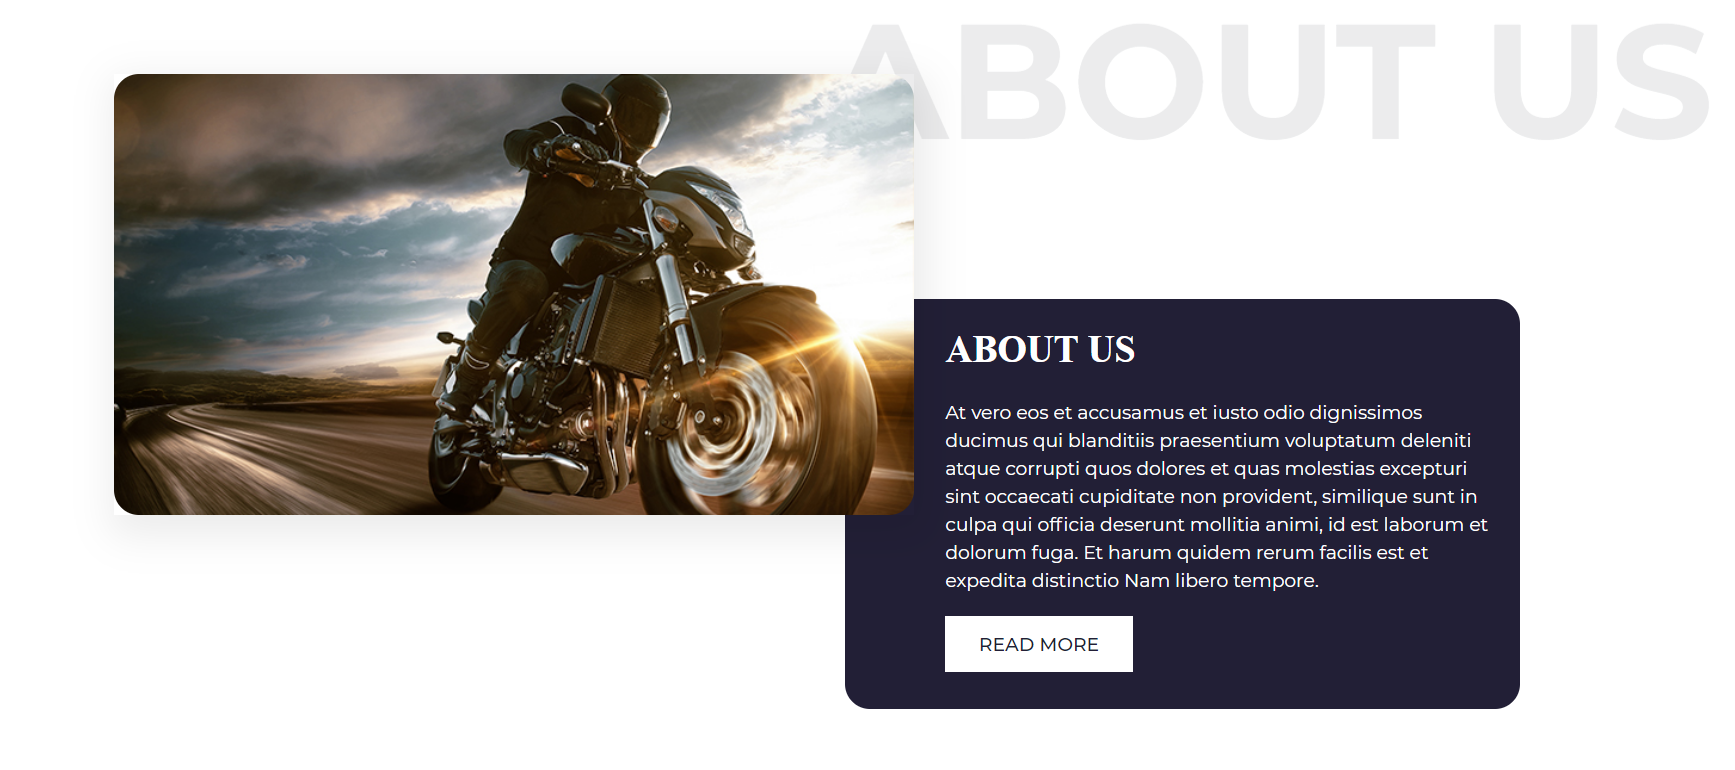 ABOUT US
ABOUT US
At vero eos et accusamus et iusto odio dignissimos
ducimus qui blanditiis praesentium voluptatum deleniti
atque corrupti quos dolores et quas molestias excepturi
sint occaecati cupiditate non provident, similique sunt in
culpa qui officia deserunt mollitia animi, id est laborum et
dolorum fuga. Et harum quidem rerum facilis est et
expedita distinctio Nam libero tempore.
READ MORE